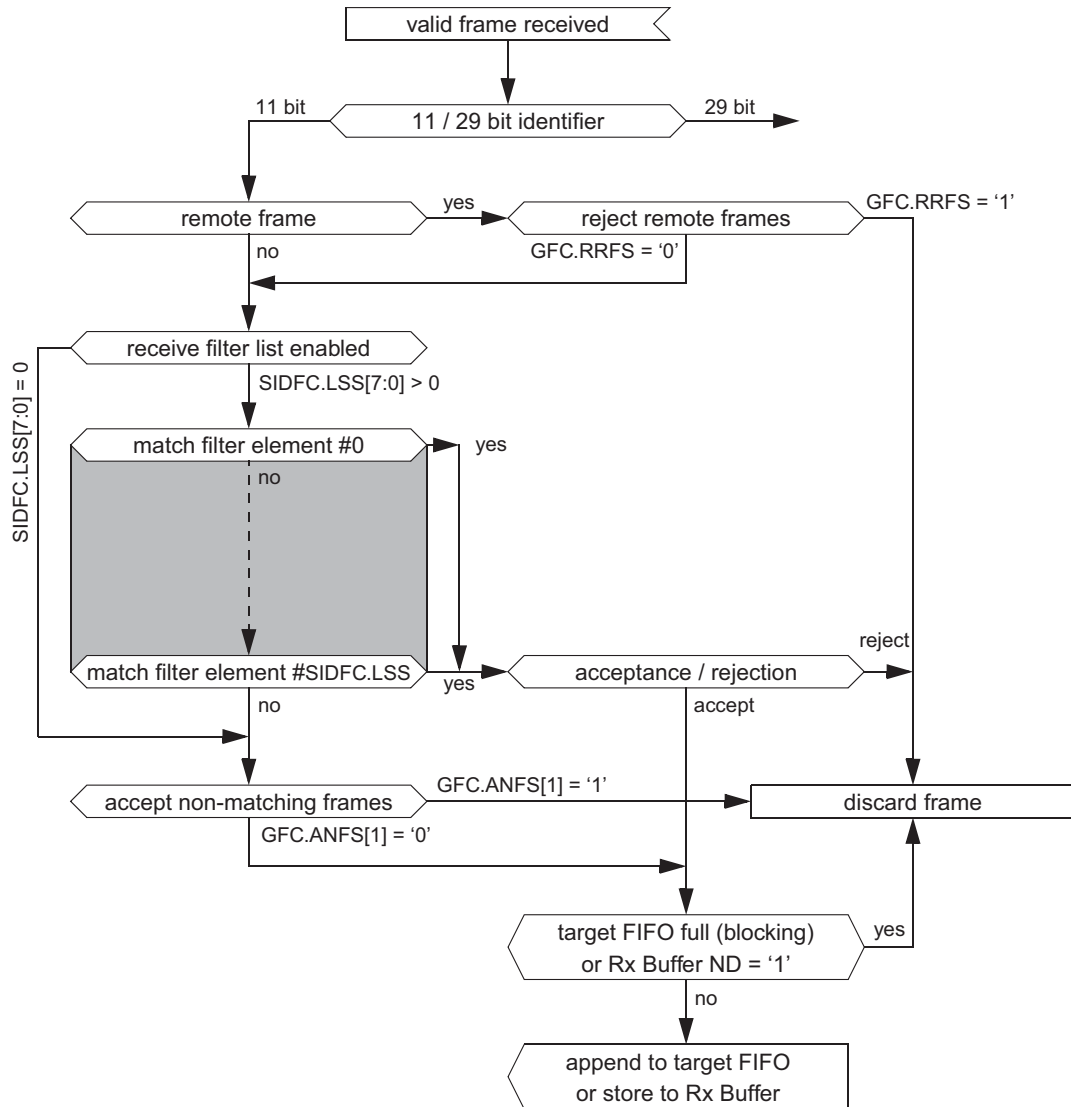 valid frame received
11 bit
11 / 29 bit identifier
29 bit
remote frame
yes
reject remote frames
GFC.RRFS = ‘1’
no
GFC.RRFS = ‘0’
receive filter list enabled
SIDFC.LSS[7:0] = 0
SIDFC.LSS[7:0] > 0
match filter element #0
yes
no
match filter element #SIDFC.LSS
yes
acceptance / rejection
reject
no
accept
accept non-matching frames
GFC.ANFS[1] = ‘1’
discard frame
GFC.ANFS[1] = ‘0’
target FIFO full (blocking)
or Rx Buffer ND = ‘1’
yes
no
append to target FIFO
or store to Rx Buffer